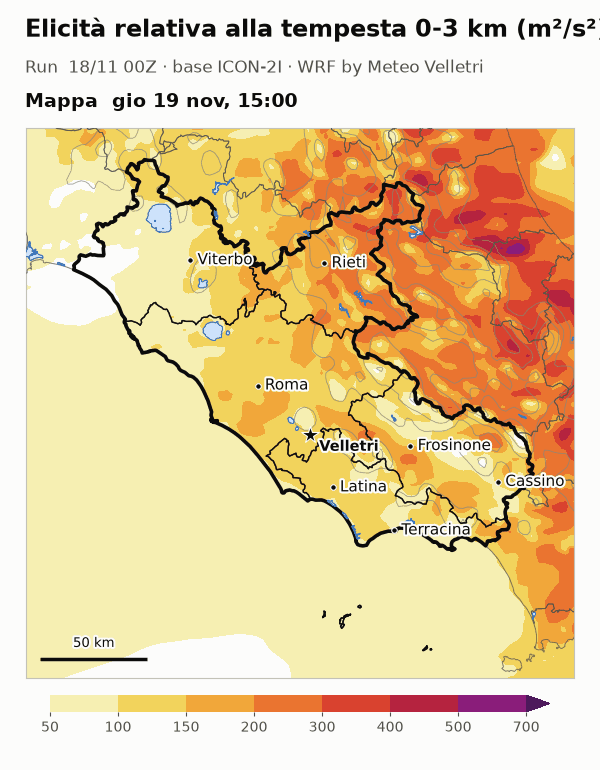 Elicità relativa alla tempesta 0-3 km (m²/s²)
Run 18/11 00Z · base ICON-2I · WRF by Meteo Velletri
Mappa gio 19 nov, 15:00
Viterbo
Rieti
Roma
Velletri
Frosinone
Cassino
Latina
Terracina
50 km
50 100 150 200 300 400 500 700